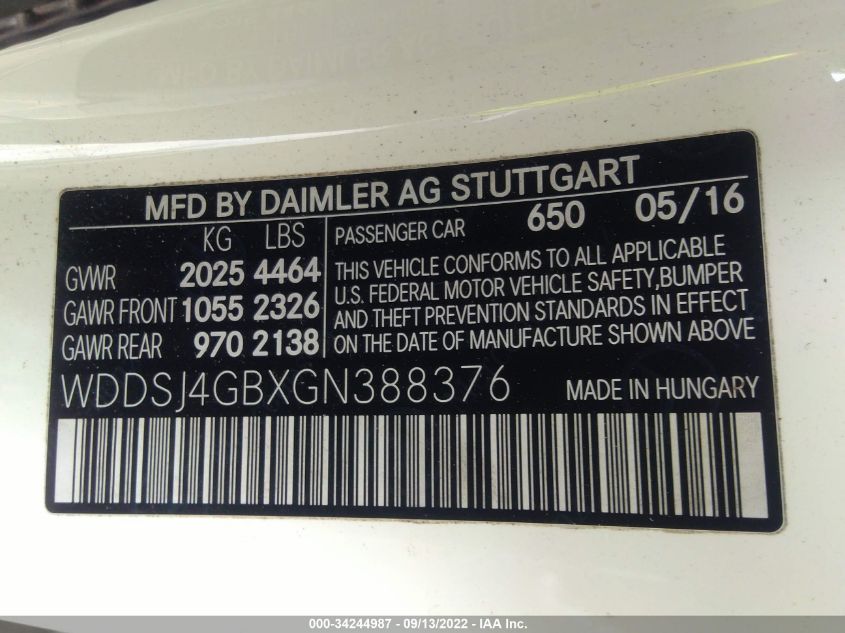 MFD BY DAIMLER AG STUTTGART
KG LBS
GVWR 2025 4464
GAWR FRONT 1055 2326
GAWR REAR 970 2138
PASSENGER CAR 650 05/16
THIS VEHICLE CONFORMS TO ALL APPLICABLE
U.S. FEDERAL MOTOR VEHICLE SAFETY,BUMPER
AND THEFT PREVENTION STANDARDS IN EFFECT
ON THE DATE OF MANUFACTURE SHOWN ABOVE
WDDSJ4GBXGN388376 MADE IN HUNGARY
000-34244987 - 09/13/2022 - IAA Inc.